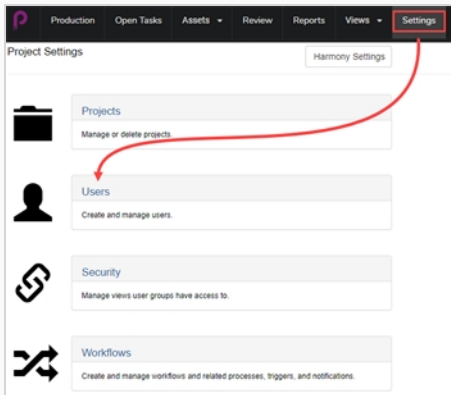 Production Open Tasks Assets Review Reports Views Settings
Project Settings
Harmony Settings
Projects
Manage or delete projects.
Users
Create and manage users.
Security
Manage views user groups have access to.
Workflows
Create and manage workflows and related processes, triggers, and notifications.